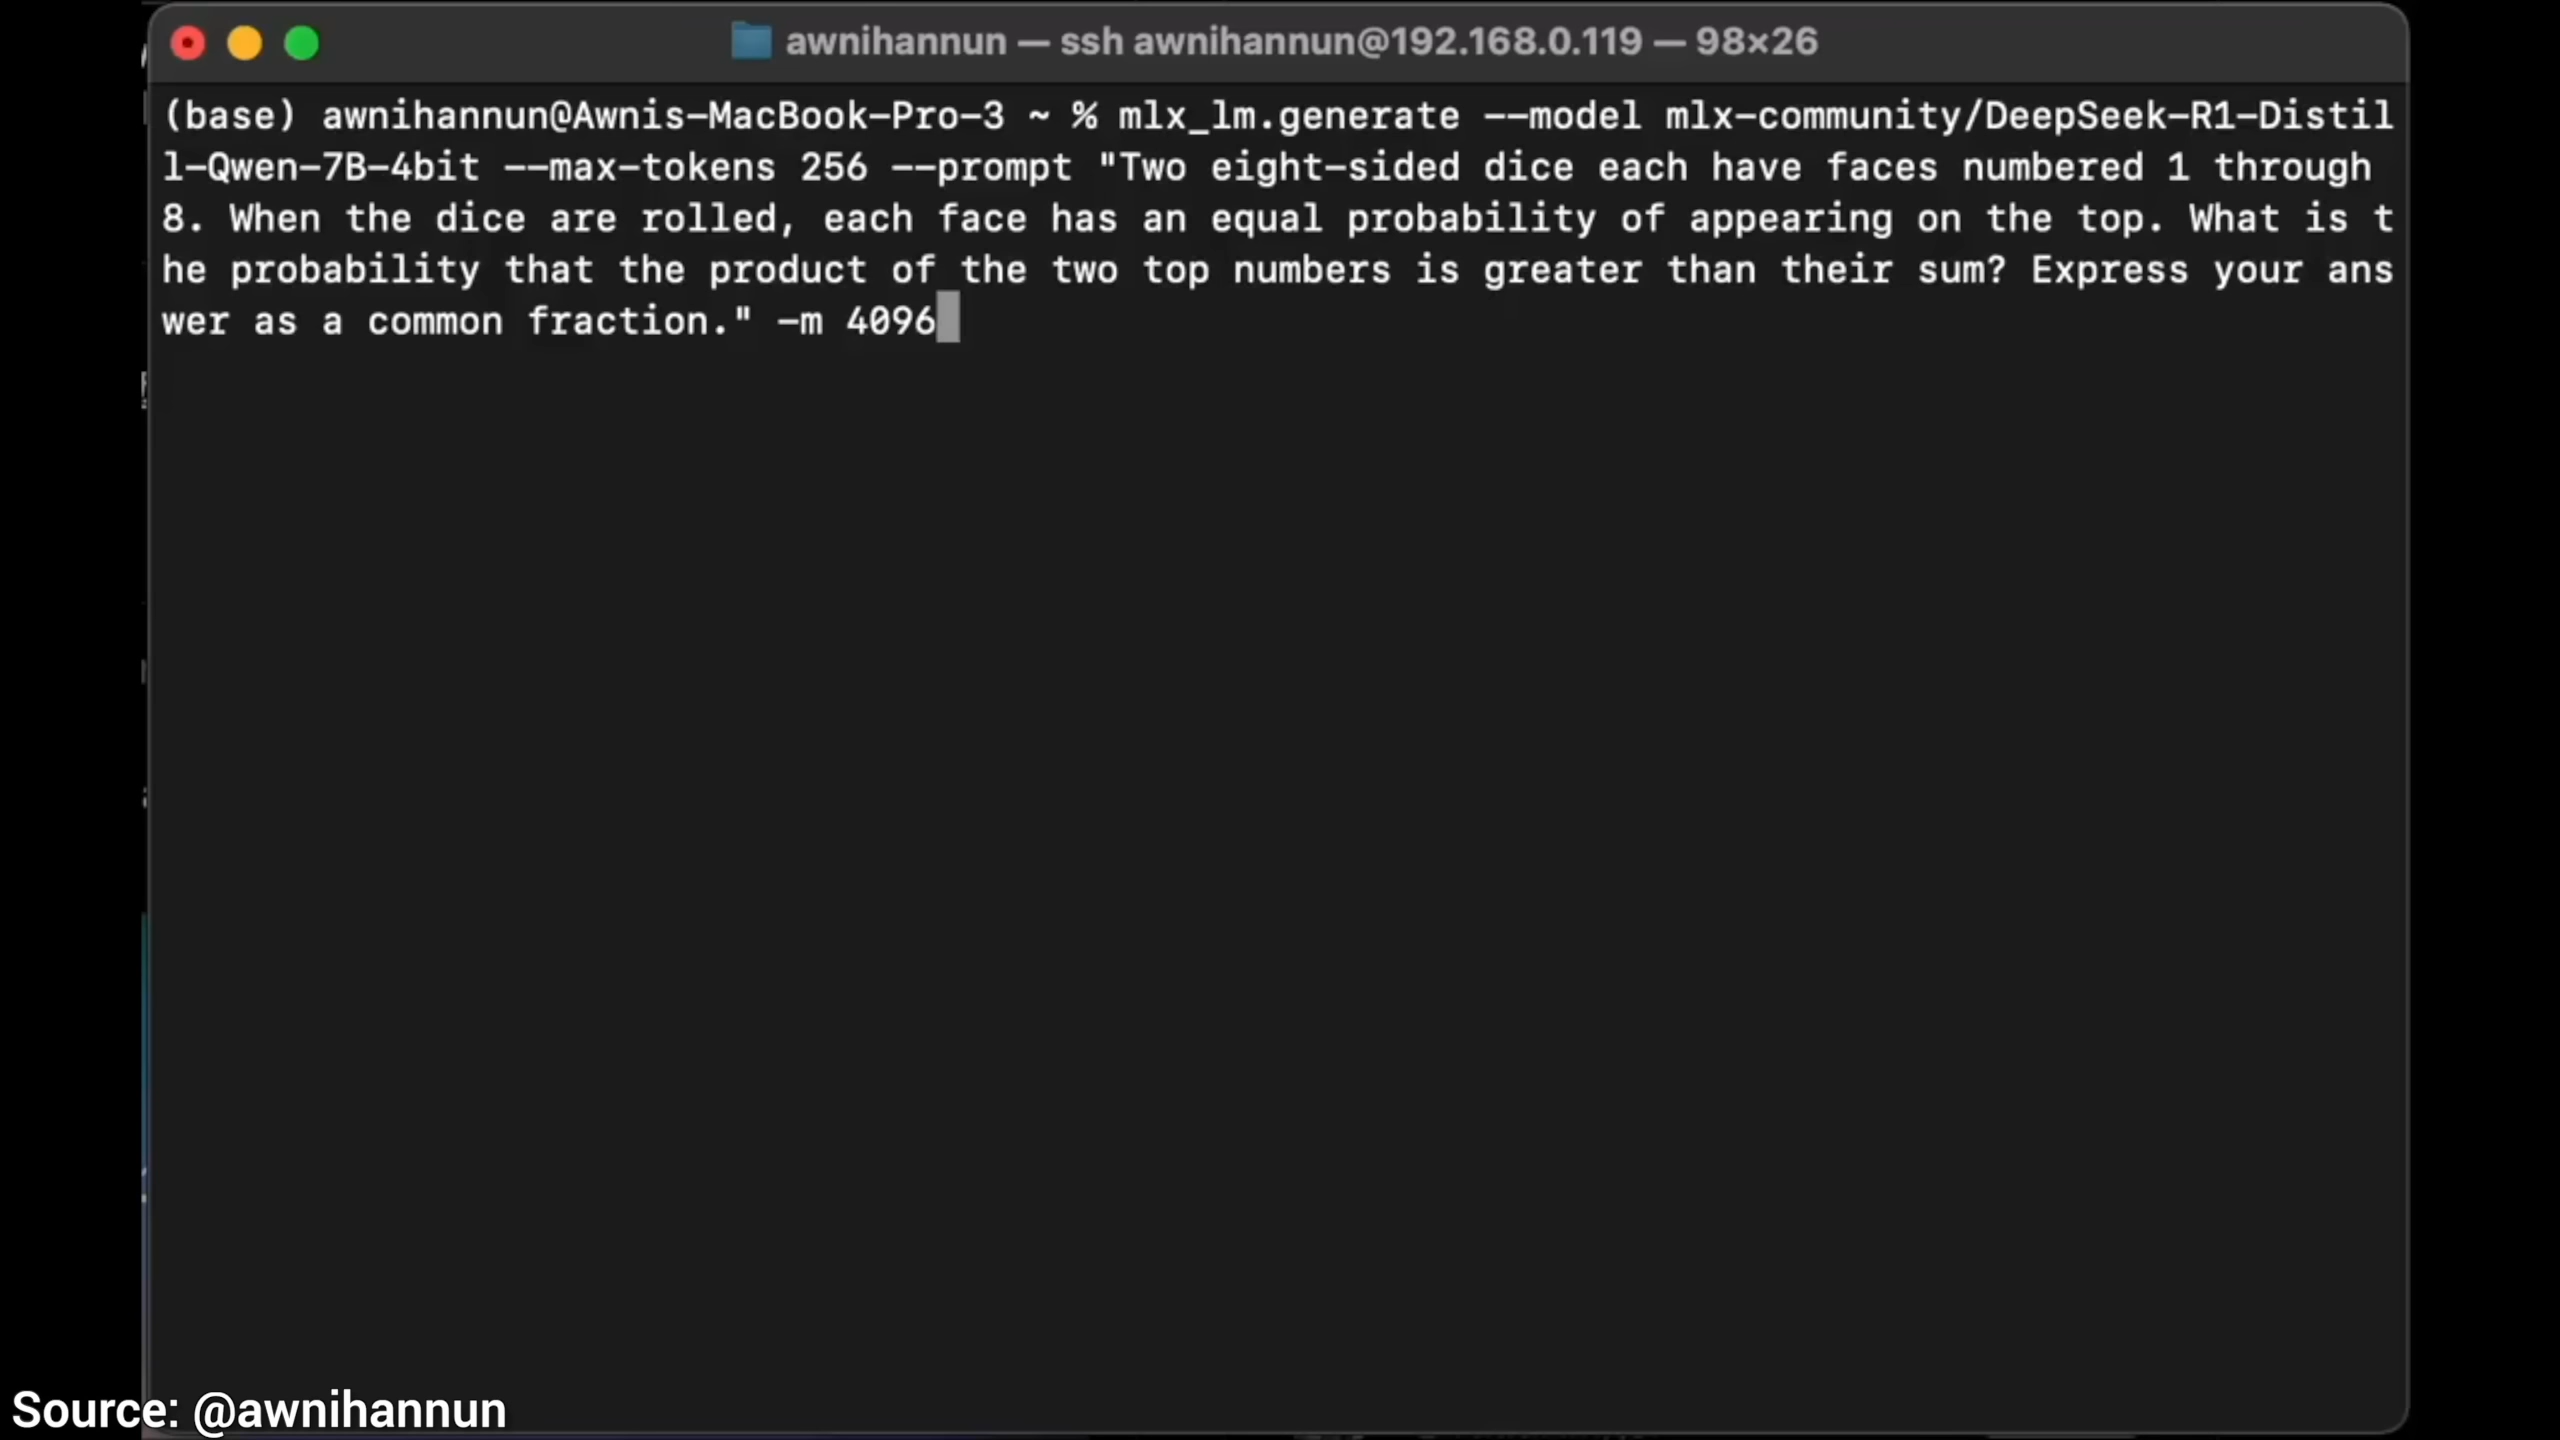 awnihannun — ssh awnihannun@192.168.0.119 — 98×26
(base) awnihannun@Awnis-MacBook-Pro-3 ~ % mlx_lm.generate --model mlx-community/DeepSeek-R1-Distil
l-Qwen-7B-4bit --max-tokens 256 --prompt "Two eight-sided dice each have faces numbered 1 through
8. When the dice are rolled, each face has an equal probability of appearing on the top. What is t
he probability that the product of the two top numbers is greater than their sum? Express your ans
wer as a common fraction." -m 4096
Source: @awnihannun